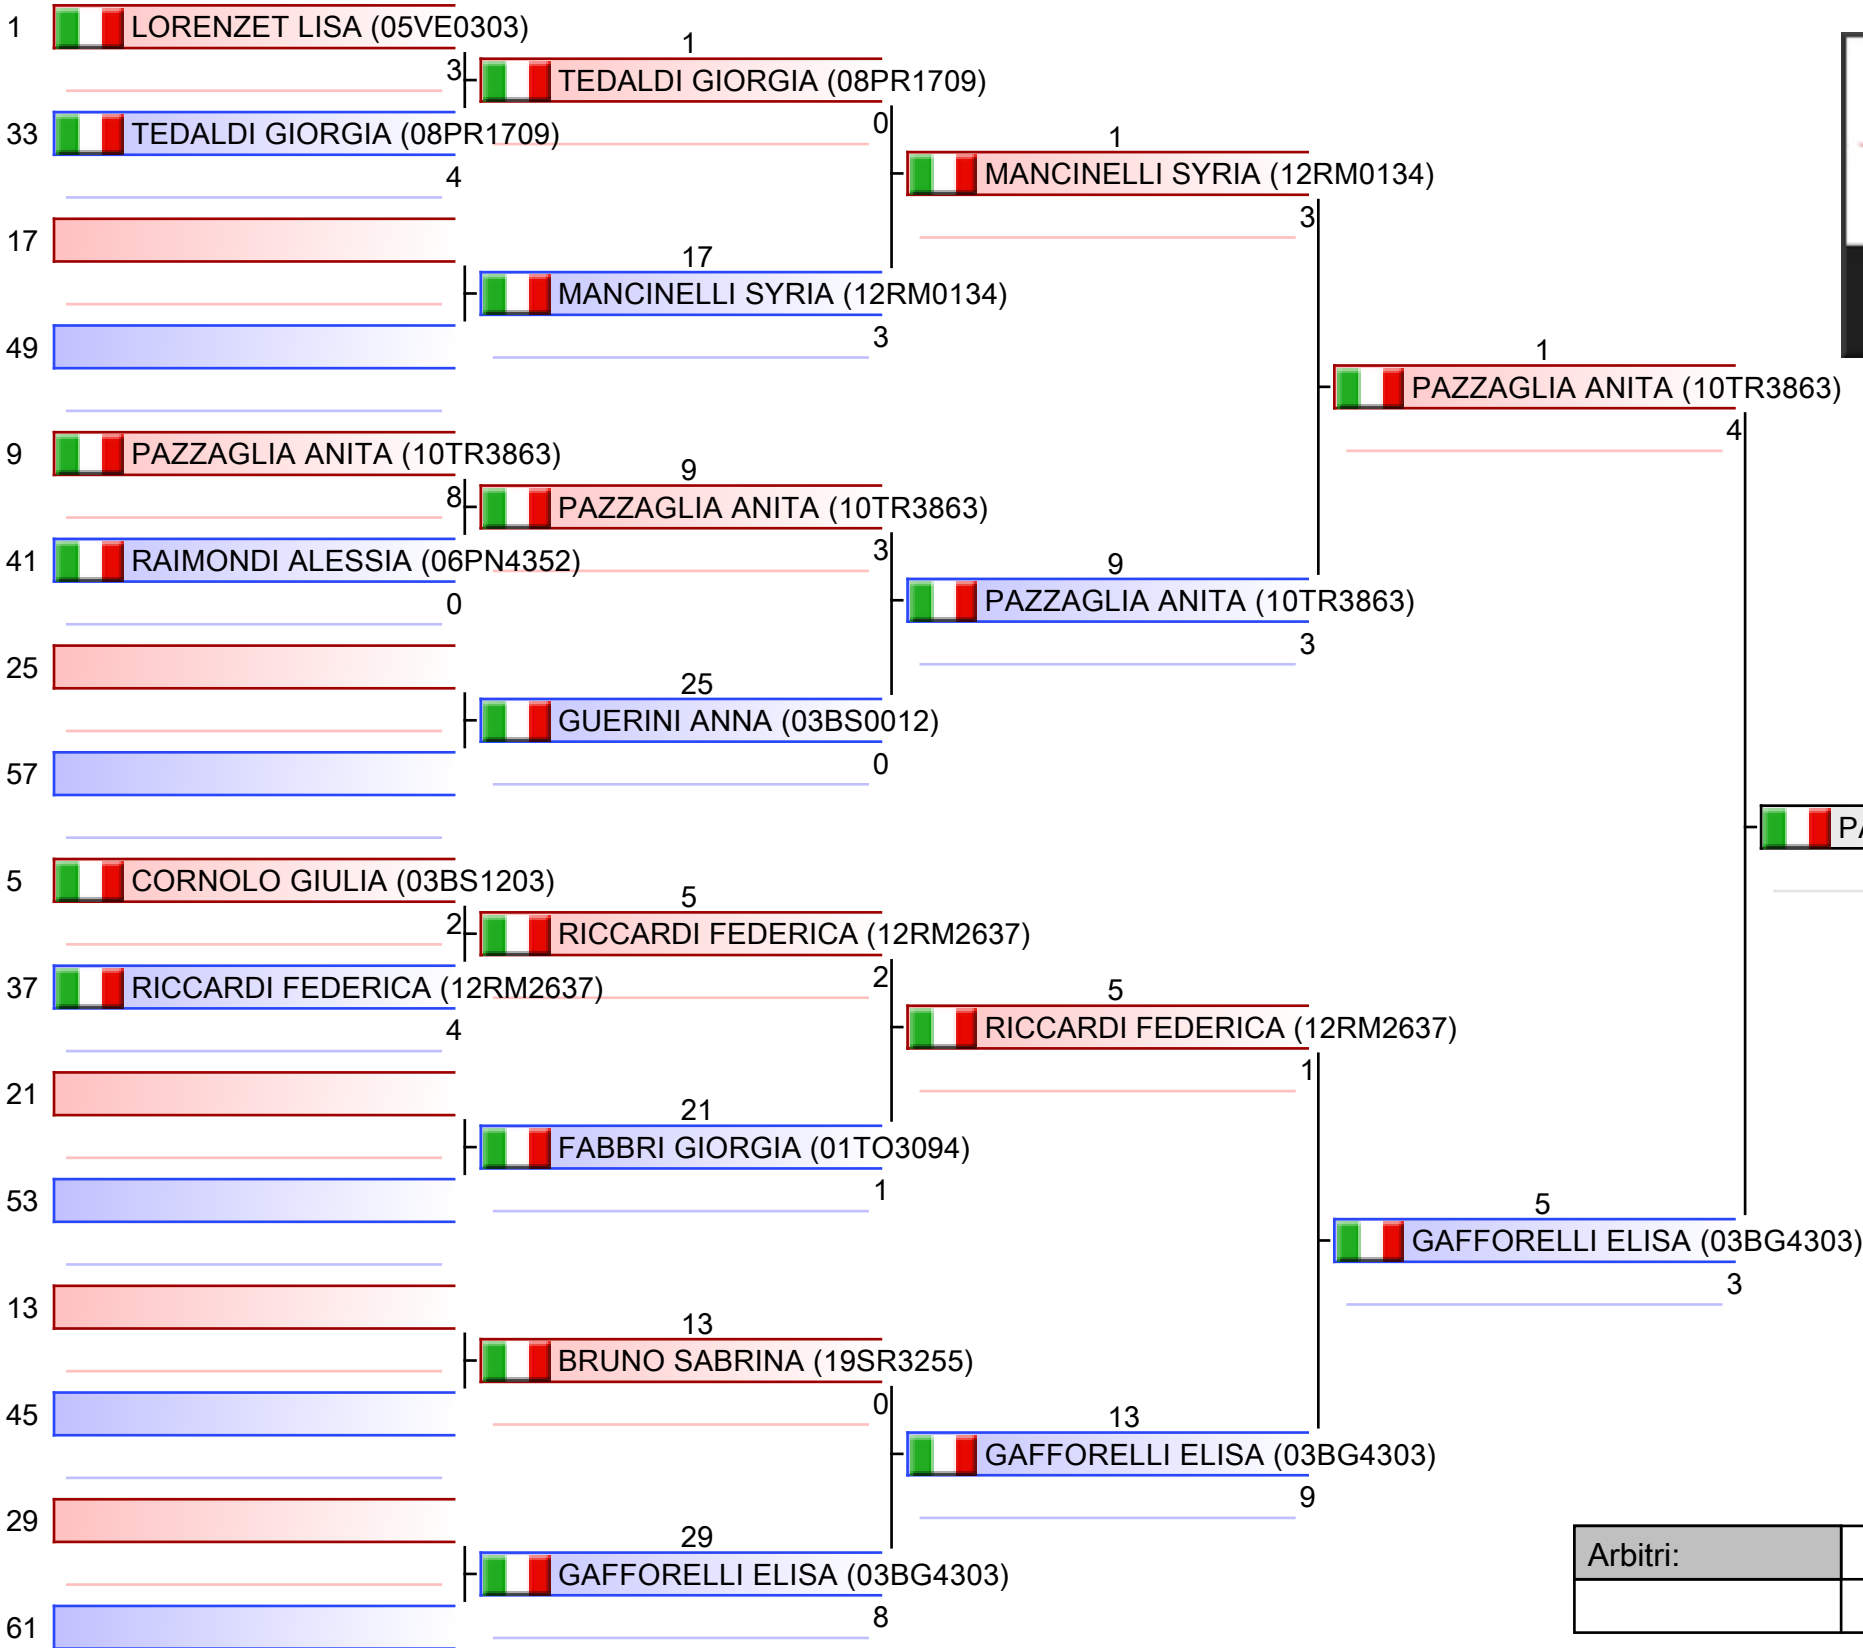 1 LORENZET LISA (05VE0303)
3
33 TEDALDI GIORGIA (08PR1709)
4
17
49
9 PAZZAGLIA ANITA (10TR3863)
8
41 RAIMONDI ALESSIA (06PN4352)
0
25
57
5 CORNOLO GIULIA (03BS1203)
2
37 RICCARDI FEDERICA (12RM2637)
4
21
53
13
45
29
61
1
TEDALDI GIORGIA (08PR1709)
0
17
MANCINELLI SYRIA (12RM0134)
3
9
PAZZAGLIA ANITA (10TR3863)
3
25
GUERINI ANNA (03BS0012)
0
5
RICCARDI FEDERICA (12RM2637)
2
21
FABBRI GIORGIA (01TO3094)
1
13
BRUNO SABRINA (19SR3255)
0
29
GAFFORELLI ELISA (03BG4303)
8
1
MANCINELLI SYRIA (12RM0134)
3
9
PAZZAGLIA ANITA (10TR3863)
3
5
RICCARDI FEDERICA (12RM2637)
1
13
GAFFORELLI ELISA (03BG4303)
9
1
PAZZAGLIA ANITA (10TR3863)
4
5
GAFFORELLI ELISA (03BG4303)
3
Arbitri: